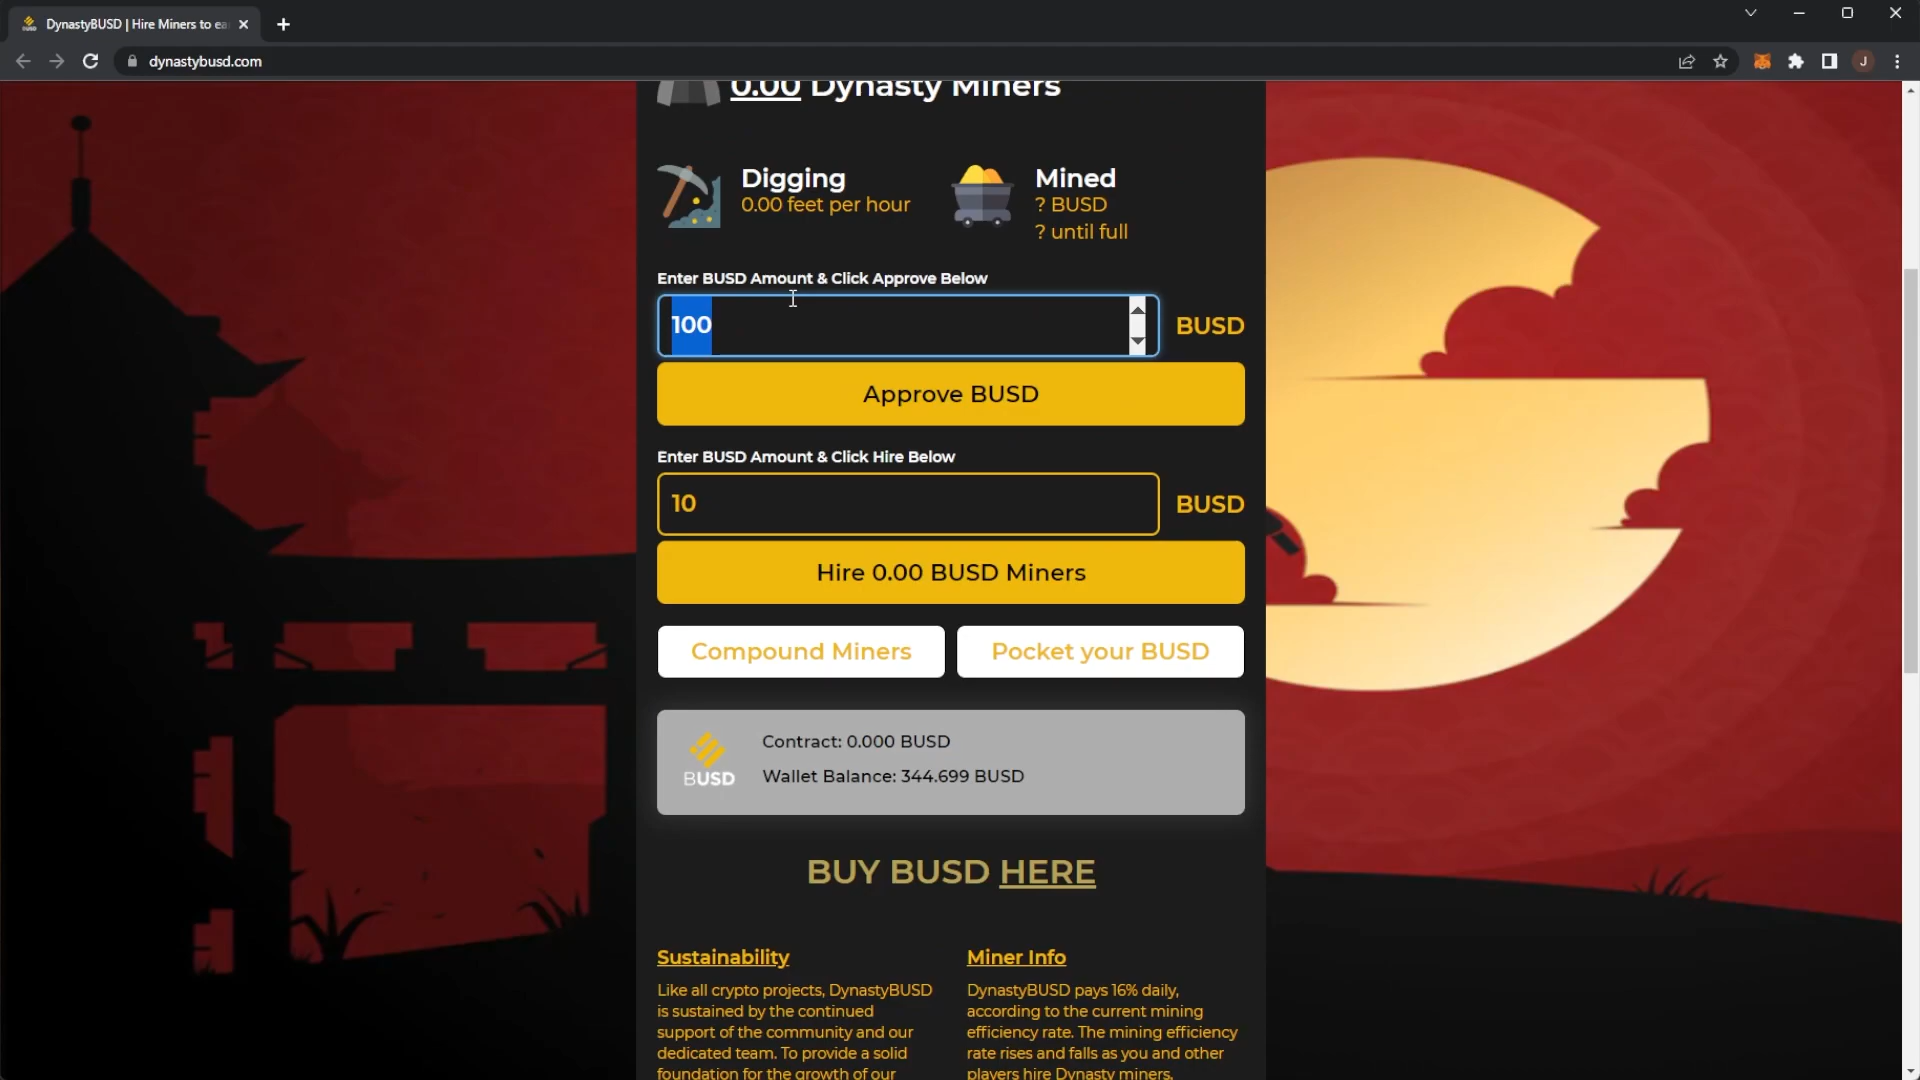 DynastyBUSD | Hire Miners to ea
dynastybusd.com
J
0.00 Dynasty Miners
Digging
0.00 feet per hour
Mined
? BUSD
? until full
Enter BUSD Amount & Click Approve Below
100
BUSD
Approve BUSD
Enter BUSD Amount & Click Hire Below
10
BUSD
Hire 0.00 BUSD Miners
Compound Miners
Pocket your BUSD
BUSD
Contract: 0.000 BUSD
Wallet Balance: 344.699 BUSD
BUY BUSD HERE
Sustainability
Like all crypto projects, DynastyBUSD
is sustained by the continued
support of the community and our
dedicated team. To provide a solid
foundation for the growth of our
Miner Info
DynastyBUSD pays 16% daily,
according to the current mining
efficiency rate. The mining efficiency
rate rises and falls as you and other
players hire Dynasty miners,